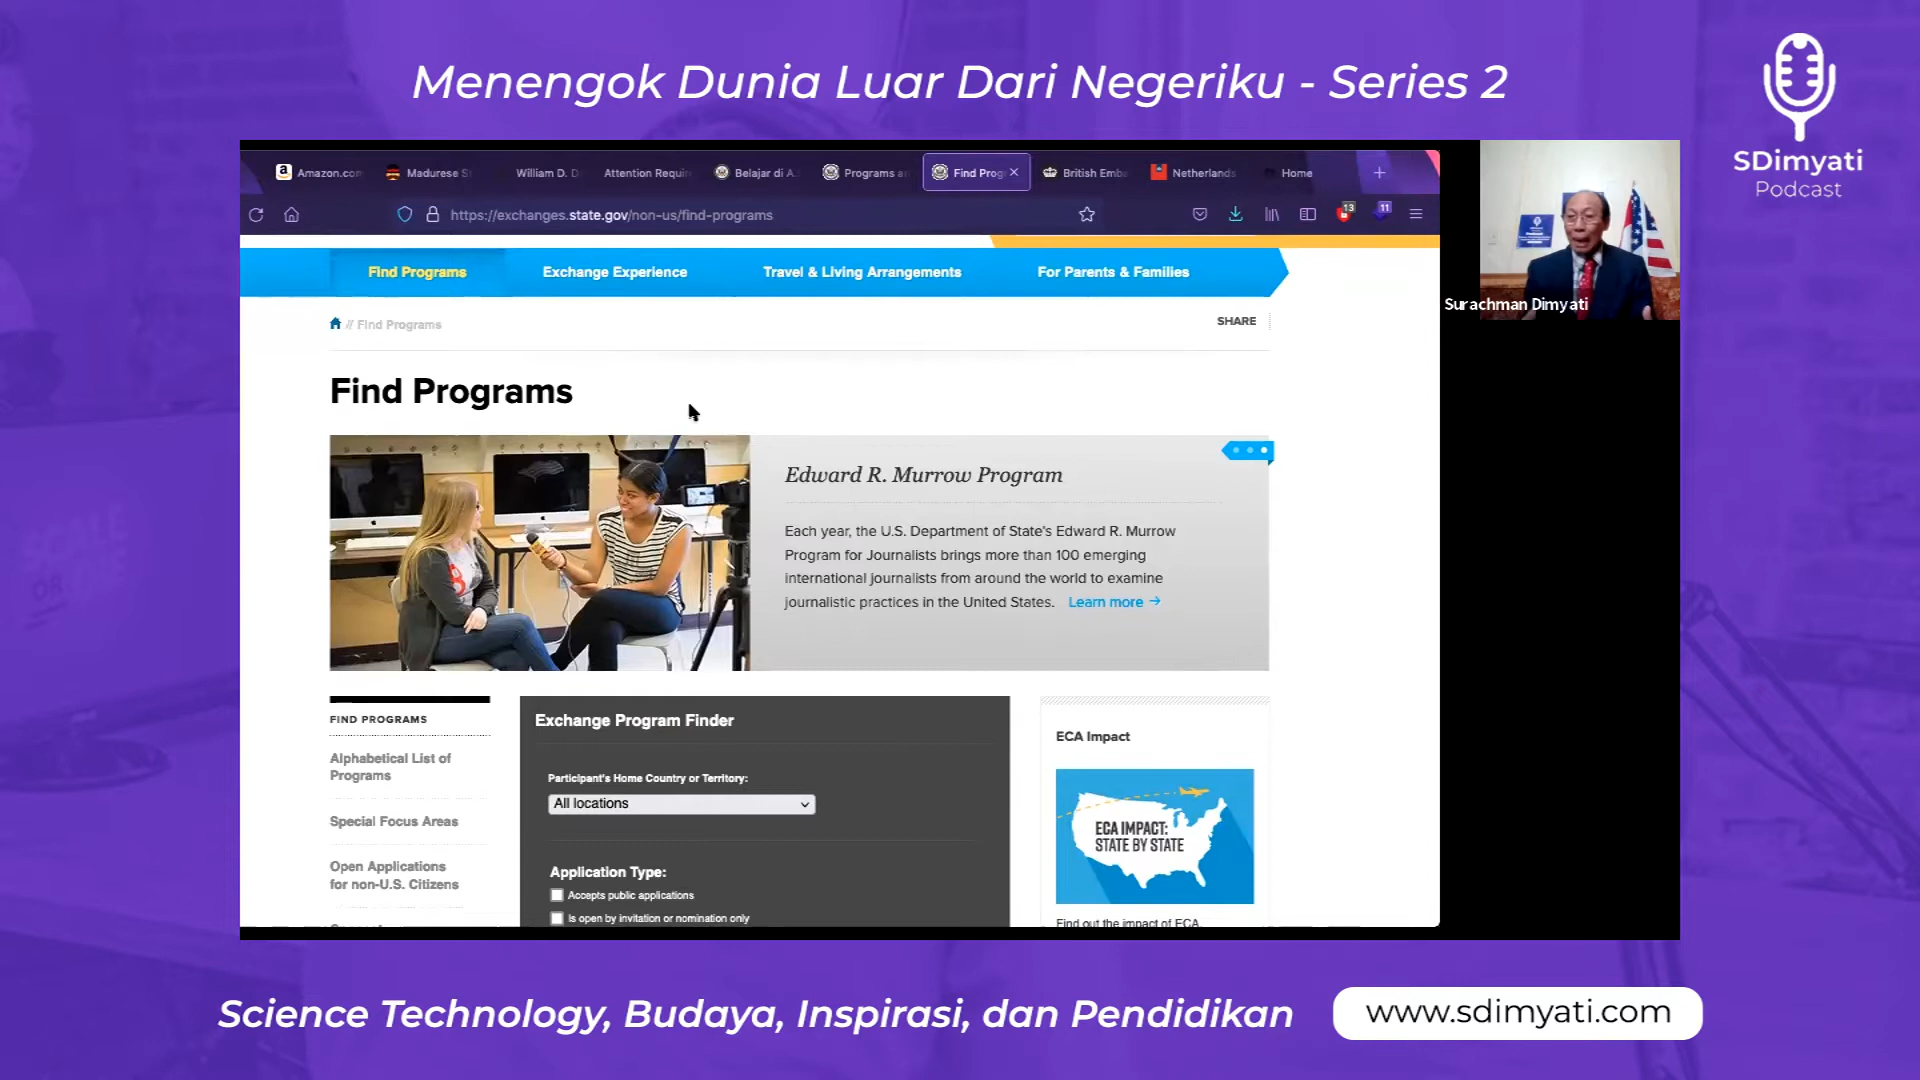 Menengok Dunia Luar Dari Negeriku - Series 2
SDimyati
Podcast
Amazon.com
Madurese S
William D. D
Attention Requir
Belajar di A
Programs a
Find Prog
British Emb
Netherlands
Home
https://exchanges.state.gov/non-us/find-programs
13
11
Surachman Dimyati
Find Programs
Exchange Experience
Travel & Living Arrangements
For Parents & Families
// Find Programs
SHARE
Find Programs
Edward R. Murrow Program
Each year, the U.S. Department of State's Edward R. Murrow
Program for Journalists brings more than 100 emerging
international journalists from around the world to examine
journalistic practices in the United States. Learn more →
FIND PROGRAMS
Alphabetical List of
Programs
Special Focus Areas
Open Applications
for non-U.S. Citizens
Exchange Program Finder
Participant's Home Country or Territory:
All locations
Application Type:
Accepts public applications
Is open by invitation or nomination only
ECA Impact
ECA IMPACT:
STATE BY STATE
Find out the impact of ECA
Science Technology, Budaya, Inspirasi, dan Pendidikan
www.sdimyati.com